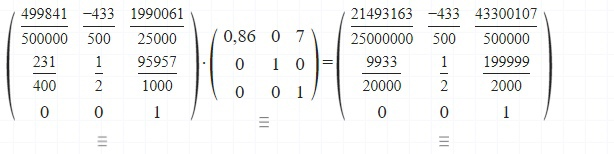 499841 −433 1990061 21493163 −433 43300107
0,86 0 7
500000 500 25000 25000000 500 500000
231 1 95957 · 0 1 0 = 9933 1 199999
400 2 1000 20000 2 2000
0 0 1 0 0 1 0 0 1